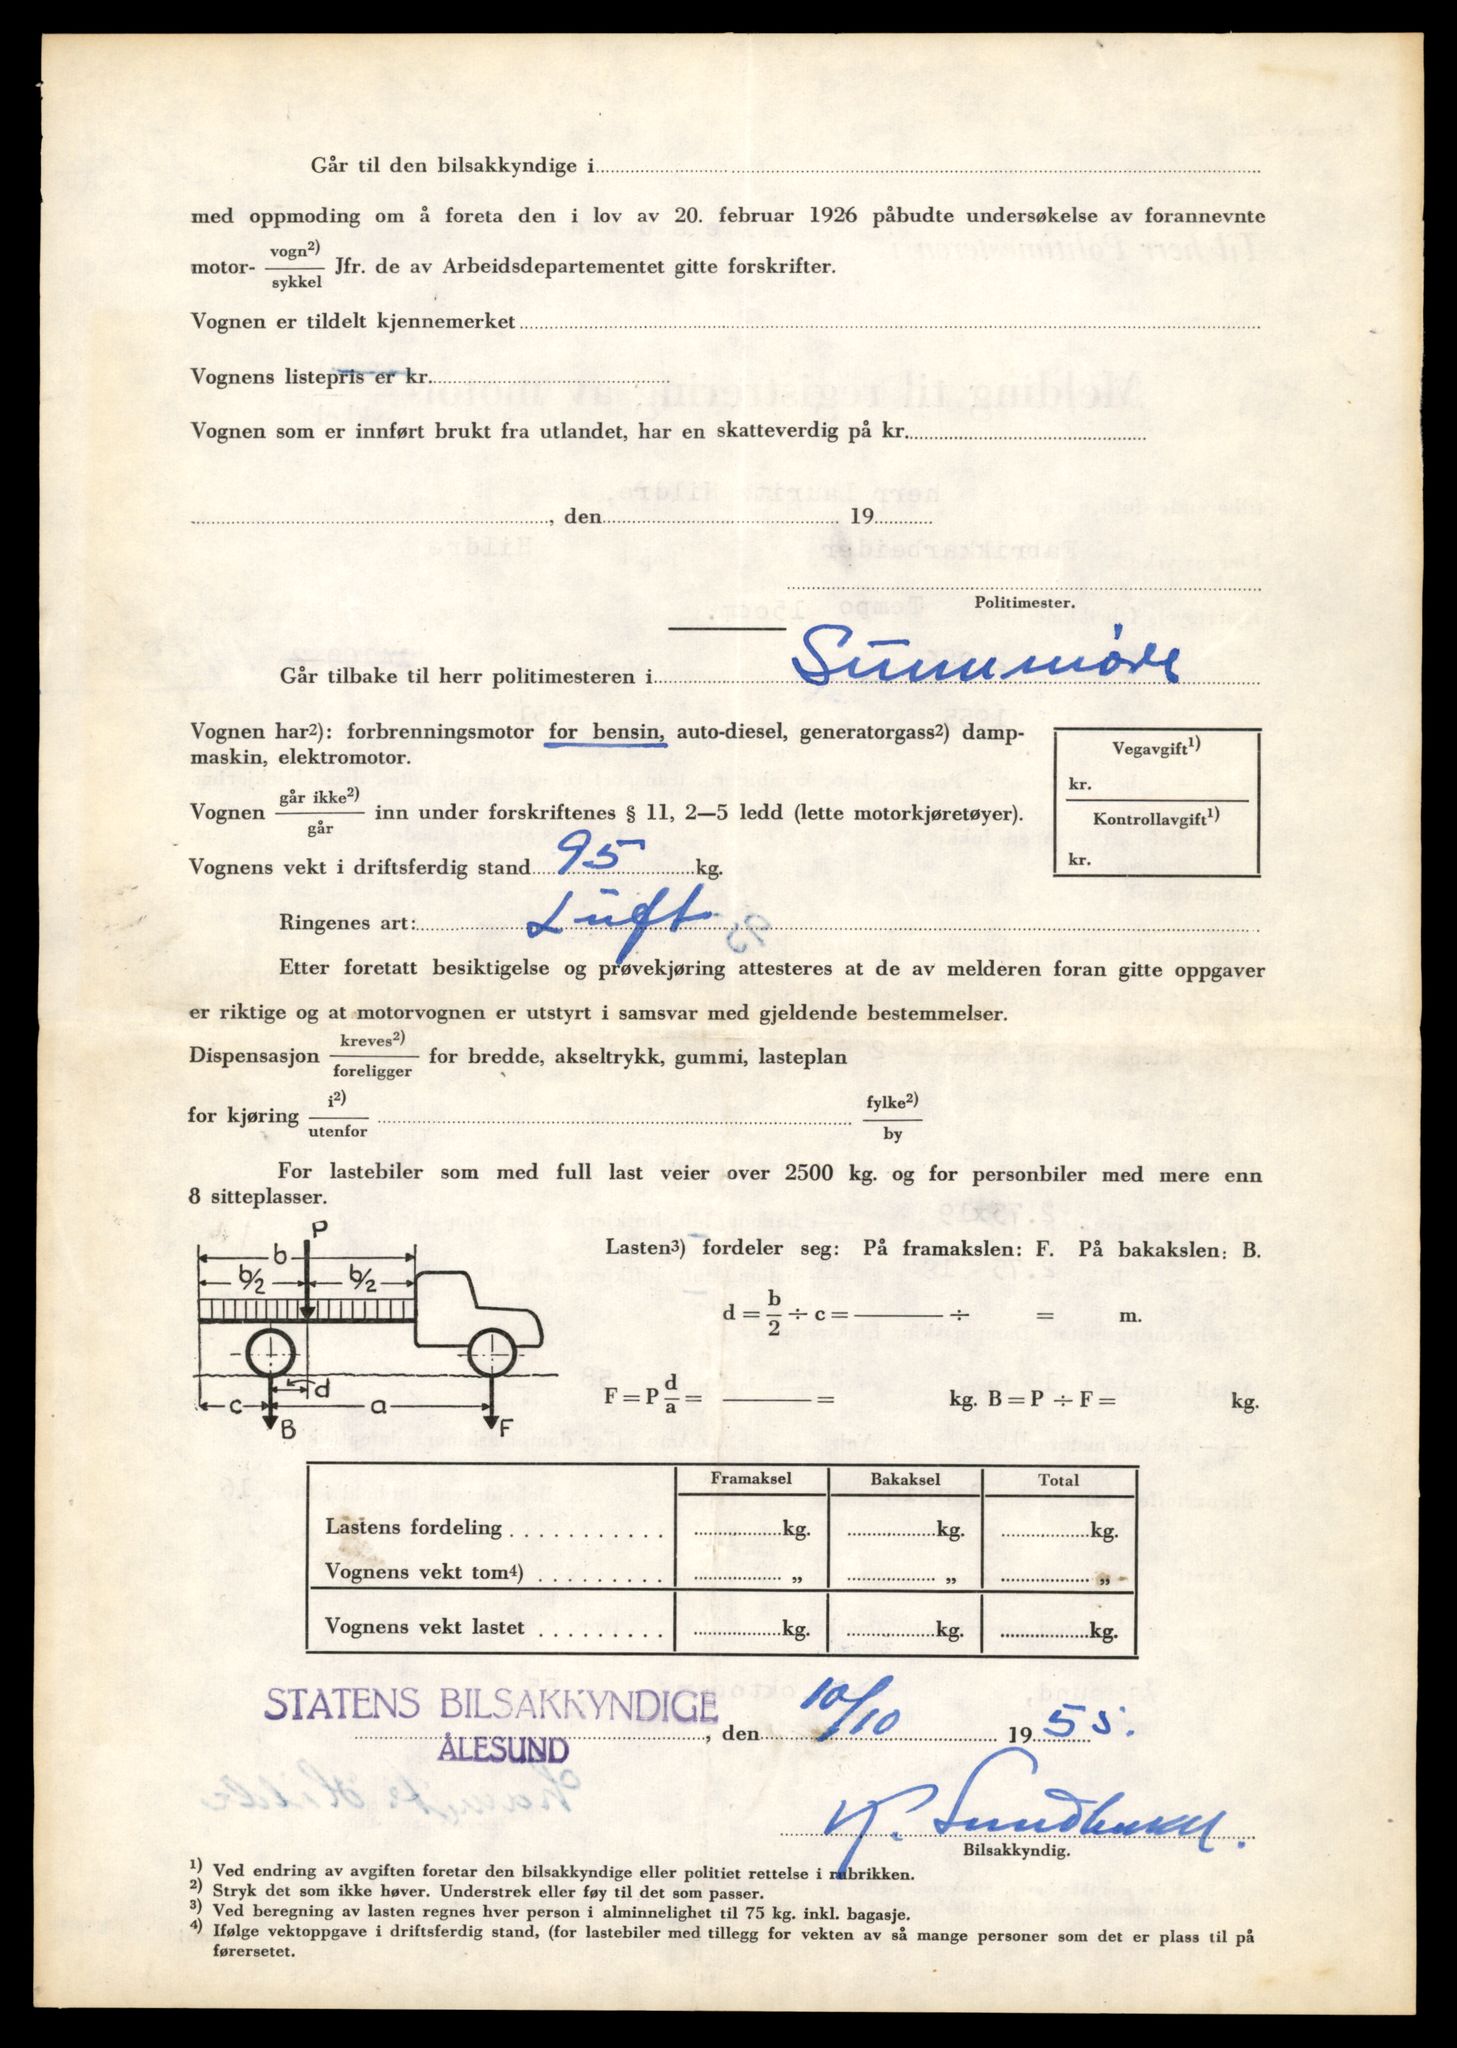 Går til den bilsakkyndige i
med oppmoding om å foreta den i lov av 20. februar 1926 påbudte undersøkelse av forannevnte
motor- vogn2)/sykkel Jfr. de av Arbeidsdepartementet gitte forskrifter.
Vognen er tildelt kjennemerket
Vognens listepris er kr.
Vognen som er innført brukt fra utlandet, har en skatteverdig på kr.
, den 19
Politimester.
Går tilbake til herr politimesteren i Sunnmøre
Vognen har2): forbrenningsmotor for bensin, auto-diesel, generatorgass2) damp-
maskin, elektromotor.
Vegavgift1)
kr.
Kontrollavgift1)
kr.
Vognen går ikke2)/går inn under forskriftenes § 11, 2—5 ledd (lette motorkjøretøyer).
Vognens vekt i driftsferdig stand 95 kg.
Ringenes art: Luft
Etter foretatt besiktigelse og prøvekjøring attesteres at de av melderen foran gitte oppgaver
er riktige og at motorvognen er utstyrt i samsvar med gjeldende bestemmelser.
Dispensasjon kreves2)/foreligger for bredde, akseltrykk, gummi, lasteplan
for kjøring i2)/utenfor fylke2)/by
For lastebiler som med full last veier over 2500 kg. og for personbiler med mere enn
8 sitteplasser.
P
b
b/2 b/2
d
c a
B F
Lasten3) fordeler seg: På framakslen: F. På bakakslen: B.
d = b/2 ÷ c = ——— ÷ = m.
F = P d/a = ——— = kg. B = P ÷ F = kg.
Framaksel Bakaksel Total
Lastens fordeling . . . . . . . . . . . kg. kg. kg.
Vognens vekt tom4) . . . . . . . . . „ „ „
Vognens vekt lastet . . . . . . . . . kg. kg. kg.
STATENS BILSAKKYNDIGE
ÅLESUND
, den 10/10 1955.
Bilsakkyndig.
1) Ved endring av avgiften foretar den bilsakkyndige eller politiet rettelse i rubrikken.
2) Stryk det som ikke høver. Understrek eller føy til det som passer.
3) Ved beregning av lasten regnes hver person i alminnelighet til 75 kg. inkl. bagasje.
4) Ifølge vektoppgave i driftsferdig stand, (for lastebiler med tillegg for vekten av så mange personer som det er plass til på
førersetet.